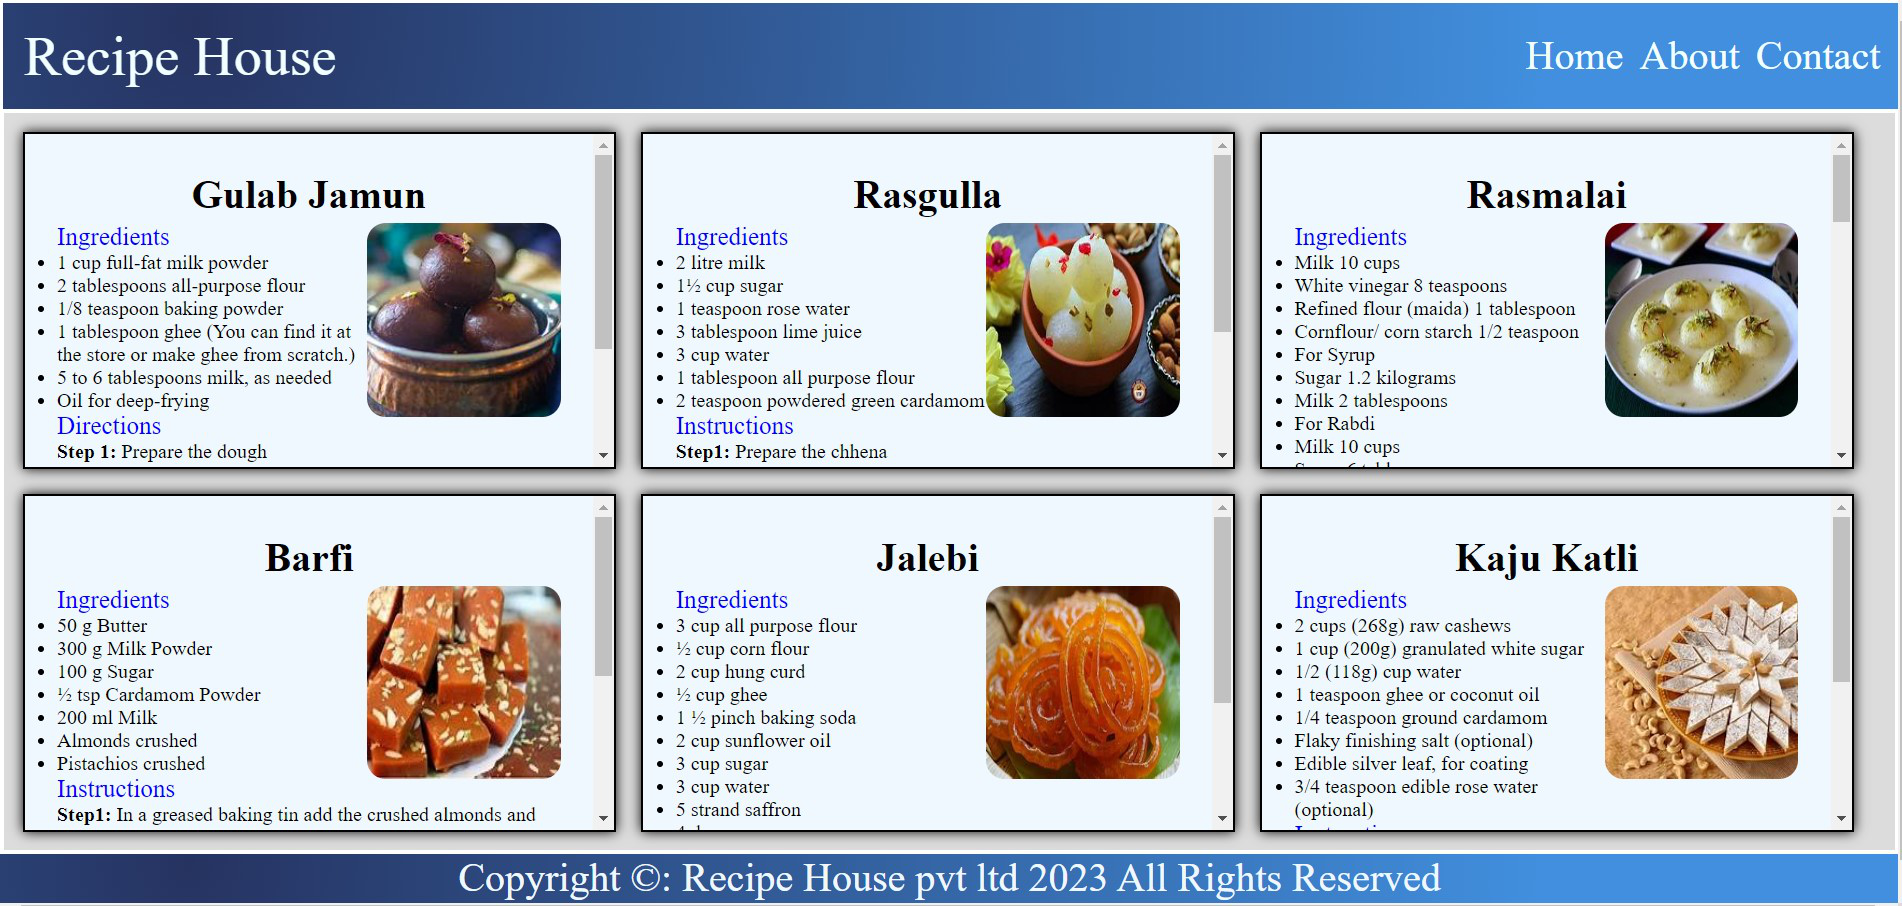 Recipe House
Home About Contact
Gulab Jamun
Ingredients
1 cup full-fat milk powder
2 tablespoons all-purpose flour
1/8 teaspoon baking powder
1 tablespoon ghee (You can find it at
the store or make ghee from scratch.)
5 to 6 tablespoons milk, as needed
Oil for deep-frying
Directions
Step 1: Prepare the dough
Rasgulla
Ingredients
2 litre milk
1½ cup sugar
1 teaspoon rose water
3 tablespoon lime juice
3 cup water
1 tablespoon all purpose flour
2 teaspoon powdered green cardamom
Instructions
Step1: Prepare the chhena
Rasmalai
Ingredients
Milk 10 cups
White vinegar 8 teaspoons
Refined flour (maida) 1 tablespoon
Cornflour/ corn starch 1/2 teaspoon
For Syrup
Sugar 1.2 kilograms
Milk 2 tablespoons
For Rabdi
Milk 10 cups
Barfi
Ingredients
50 g Butter
300 g Milk Powder
100 g Sugar
½ tsp Cardamom Powder
200 ml Milk
Almonds crushed
Pistachios crushed
Instructions
Step1: In a greased baking tin add the crushed almonds and
Jalebi
Ingredients
3 cup all purpose flour
½ cup corn flour
2 cup hung curd
½ cup ghee
1 ½ pinch baking soda
2 cup sunflower oil
3 cup sugar
3 cup water
5 strand saffron
Kaju Katli
Ingredients
2 cups (268g) raw cashews
1 cup (200g) granulated white sugar
1/2 (118g) cup water
1 teaspoon ghee or coconut oil
1/4 teaspoon ground cardamom
Flaky finishing salt (optional)
Edible silver leaf, for coating
3/4 teaspoon edible rose water
(optional)
Copyright ©: Recipe House pvt ltd 2023 All Rights Reserved